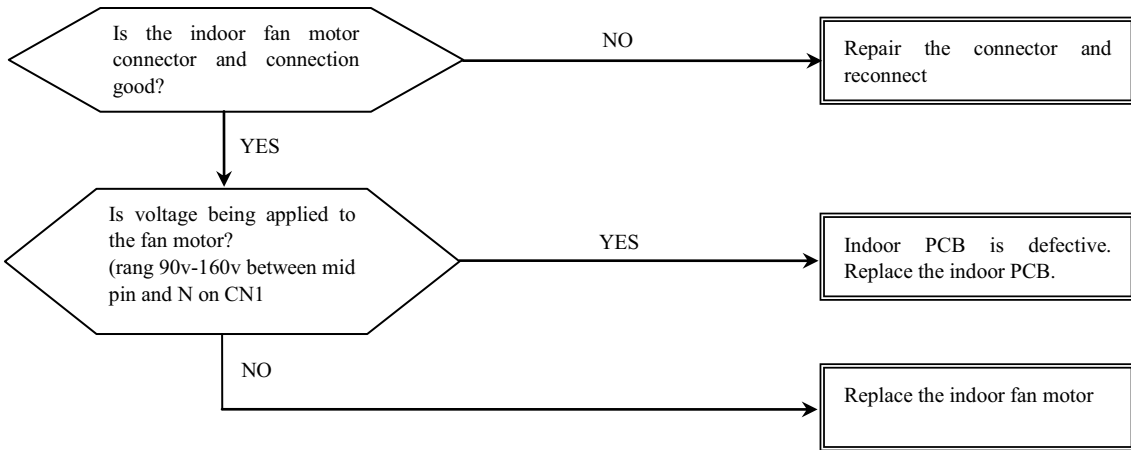 Is the indoor fan motor
connector and connection
good?
NO
Repair the connector and
reconnect
YES
Is voltage being applied to
the fan motor?
(rang 90v-160v between mid
pin and N on CN1
YES
Indoor PCB is defective.
Replace the indoor PCB.
NO
Replace the indoor fan motor